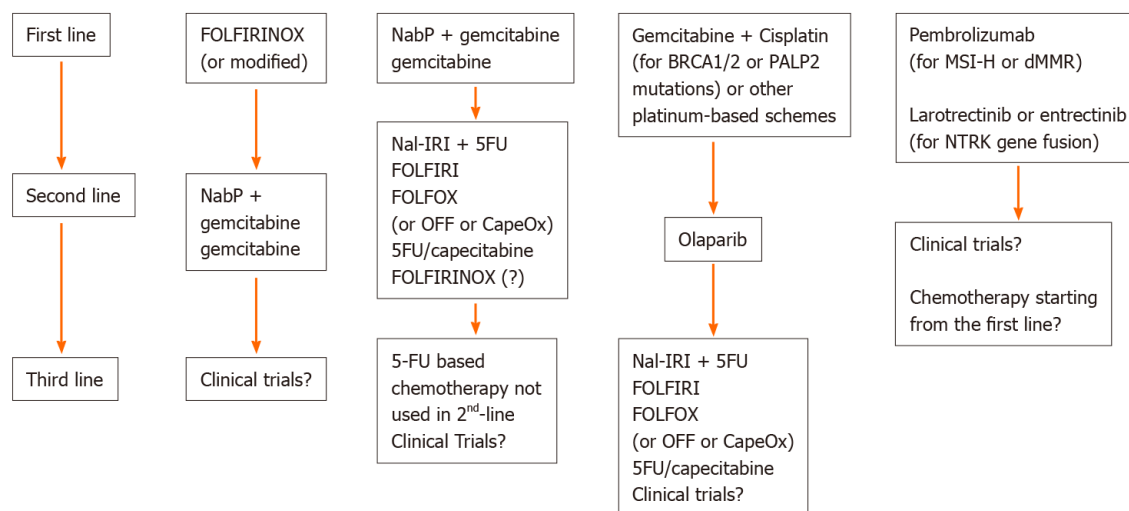 First line
Second line
Third line
FOLFIRINOX
(or modified)
NabP +
gemcitabine
gemcitabine
Clinical trials?
NabP + gemcitabine
gemcitabine
Nal-IRI + 5FU
FOLFIRI
FOLFOX
(or OFF or CapeOx)
5FU/capecitabine
FOLFIRINOX (?)
5-FU based
chemotherapy not
used in 2nd-line
Clinical Trials?
Gemcitabine + Cisplatin
(for BRCA1/2 or PALP2
mutations) or other
platinum-based schemes
Olaparib
Nal-IRI + 5FU
FOLFIRI
FOLFOX
(or OFF or CapeOx)
5FU/capecitabine
Clinical trials?
Pembrolizumab
(for MSI-H or dMMR)
Larotrectinib or entrectinib
(for NTRK gene fusion)
Clinical trials?
Chemotherapy starting
from the first line?